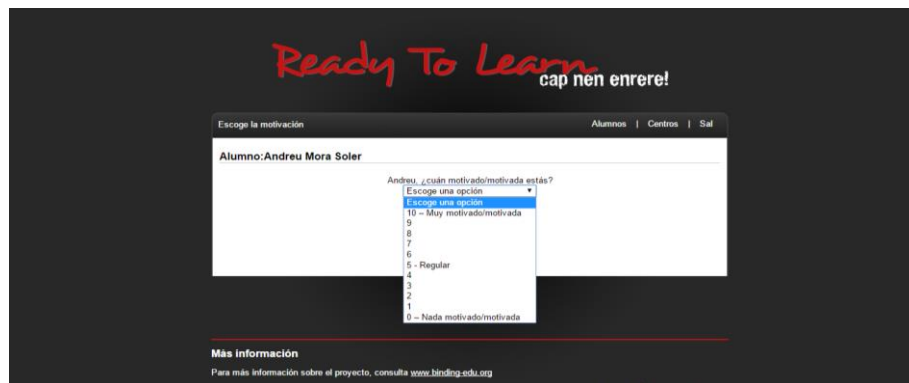 Ready To Learn
cap nen enrere!
Escoge la motivación
Alumnos | Centros | Sal
Alumno:Andreu Mora Soler
Andreu, ¿cuán motivado/motivada estás?
Escoge una opción
Escoge una opción
10 – Muy motivado/motivada
9
8
7
6
5 - Regular
4
3
2
1
0 – Nada motivado/motivada
Más información
Para más información sobre el proyecto, consulta www.binding-edu.org